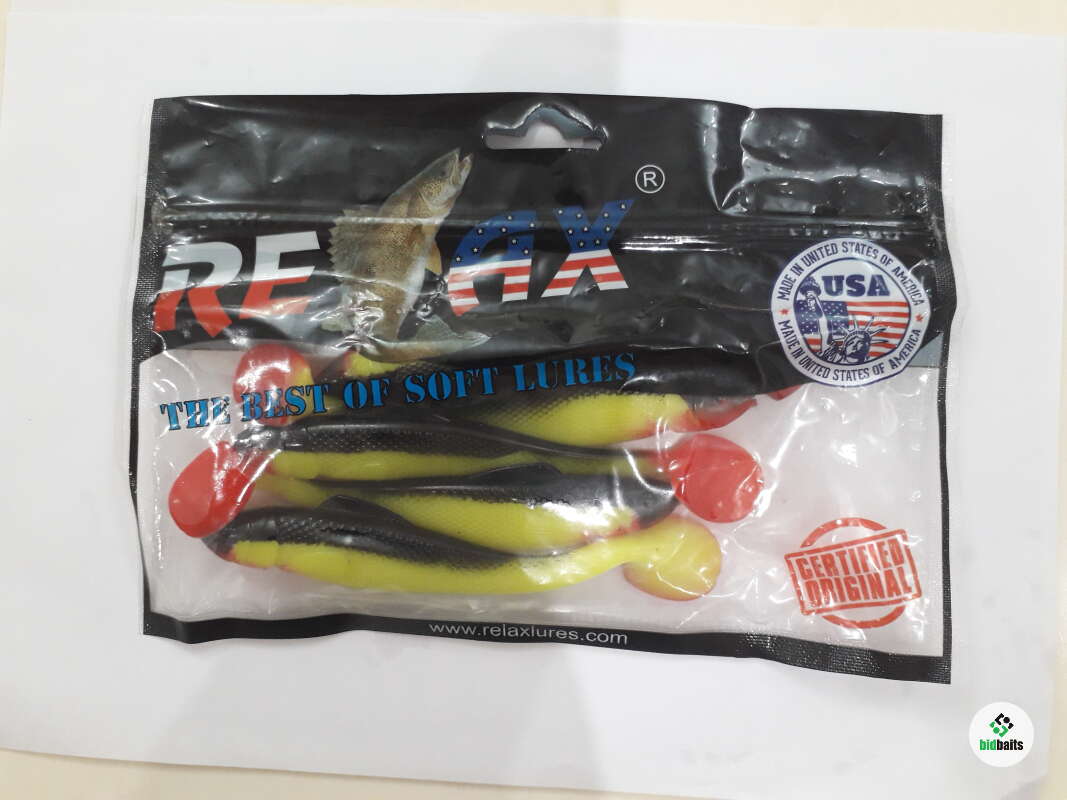 RELAX®
MADE IN UNITED STATES OF AMERICA
USA
MADE IN UNITED STATES OF AMERICA
THE BEST OF SOFT LURES
CERTIFIED
ORIGINAL
www.relaxlures.com
bidbaits